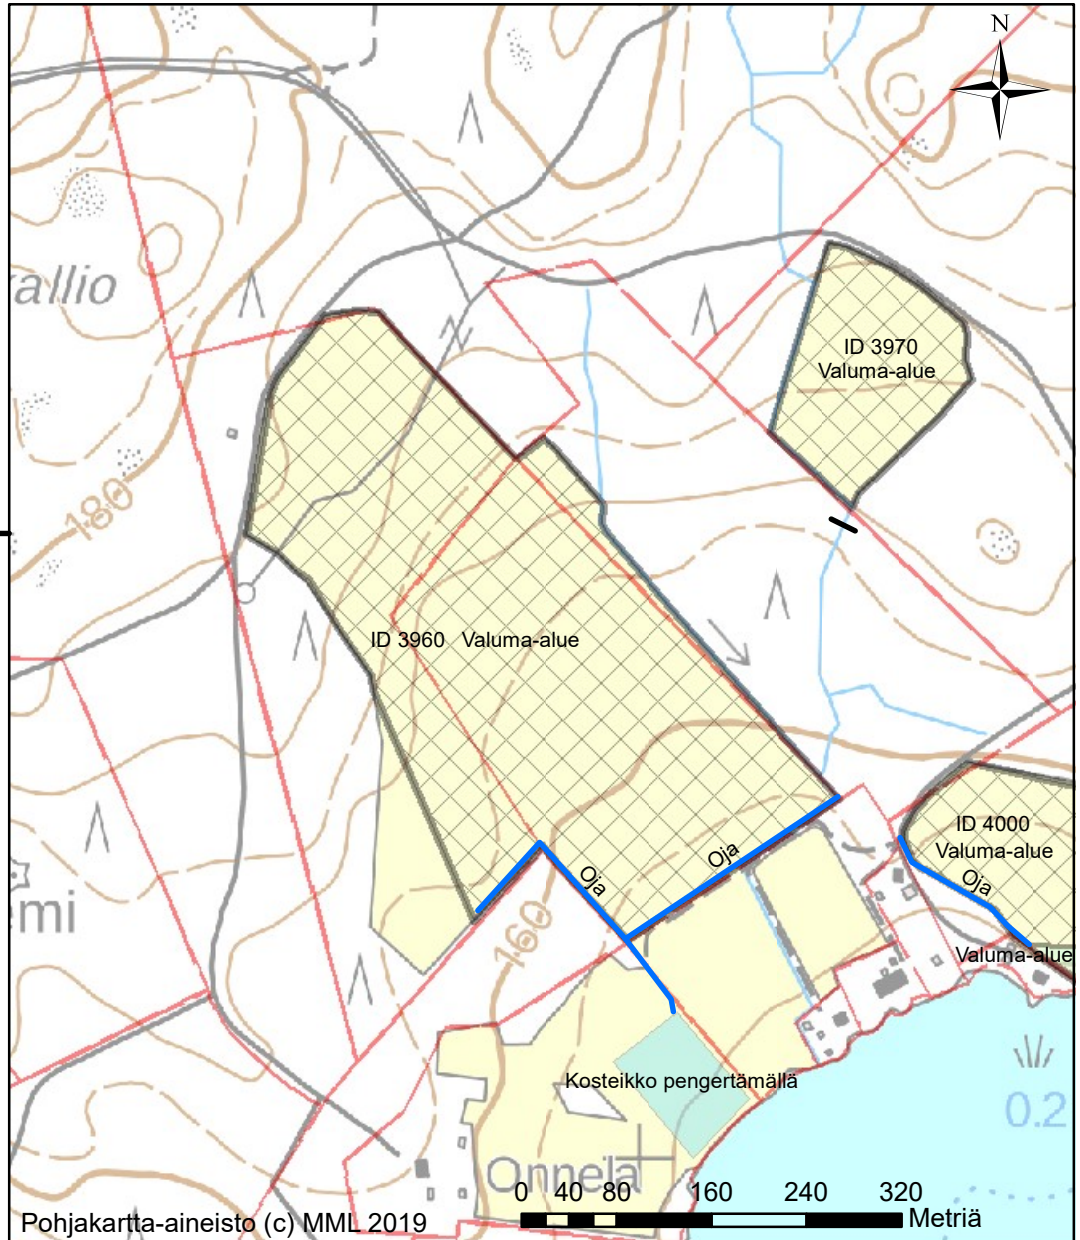 N
allio
ID 3970
Valuma-alue
180
ID 3960 Valuma-alue
ID 4000
Valuma-alue
Oja
Oja
Oja
emi
160
Valuma-alue
Kosteikko pengertämällä
0.2
Onnela
0 40 80 160 240 320
Metriä
Pohjakartta-aineisto (c) MML 2019